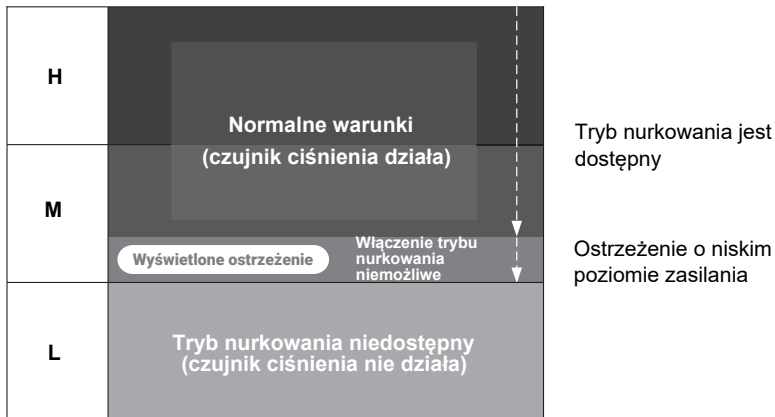 H
Normalne warunki
(czujnik ciśnienia działa)
Tryb nurkowania jest
dostępny
M
Wyświetlone ostrzeżenie
Włączenie trybu
nurkowania
niemożliwe
Ostrzeżenie o niskim
poziomie zasilania
L
Tryb nurkowania niedostępny
(czujnik ciśnienia nie działa)